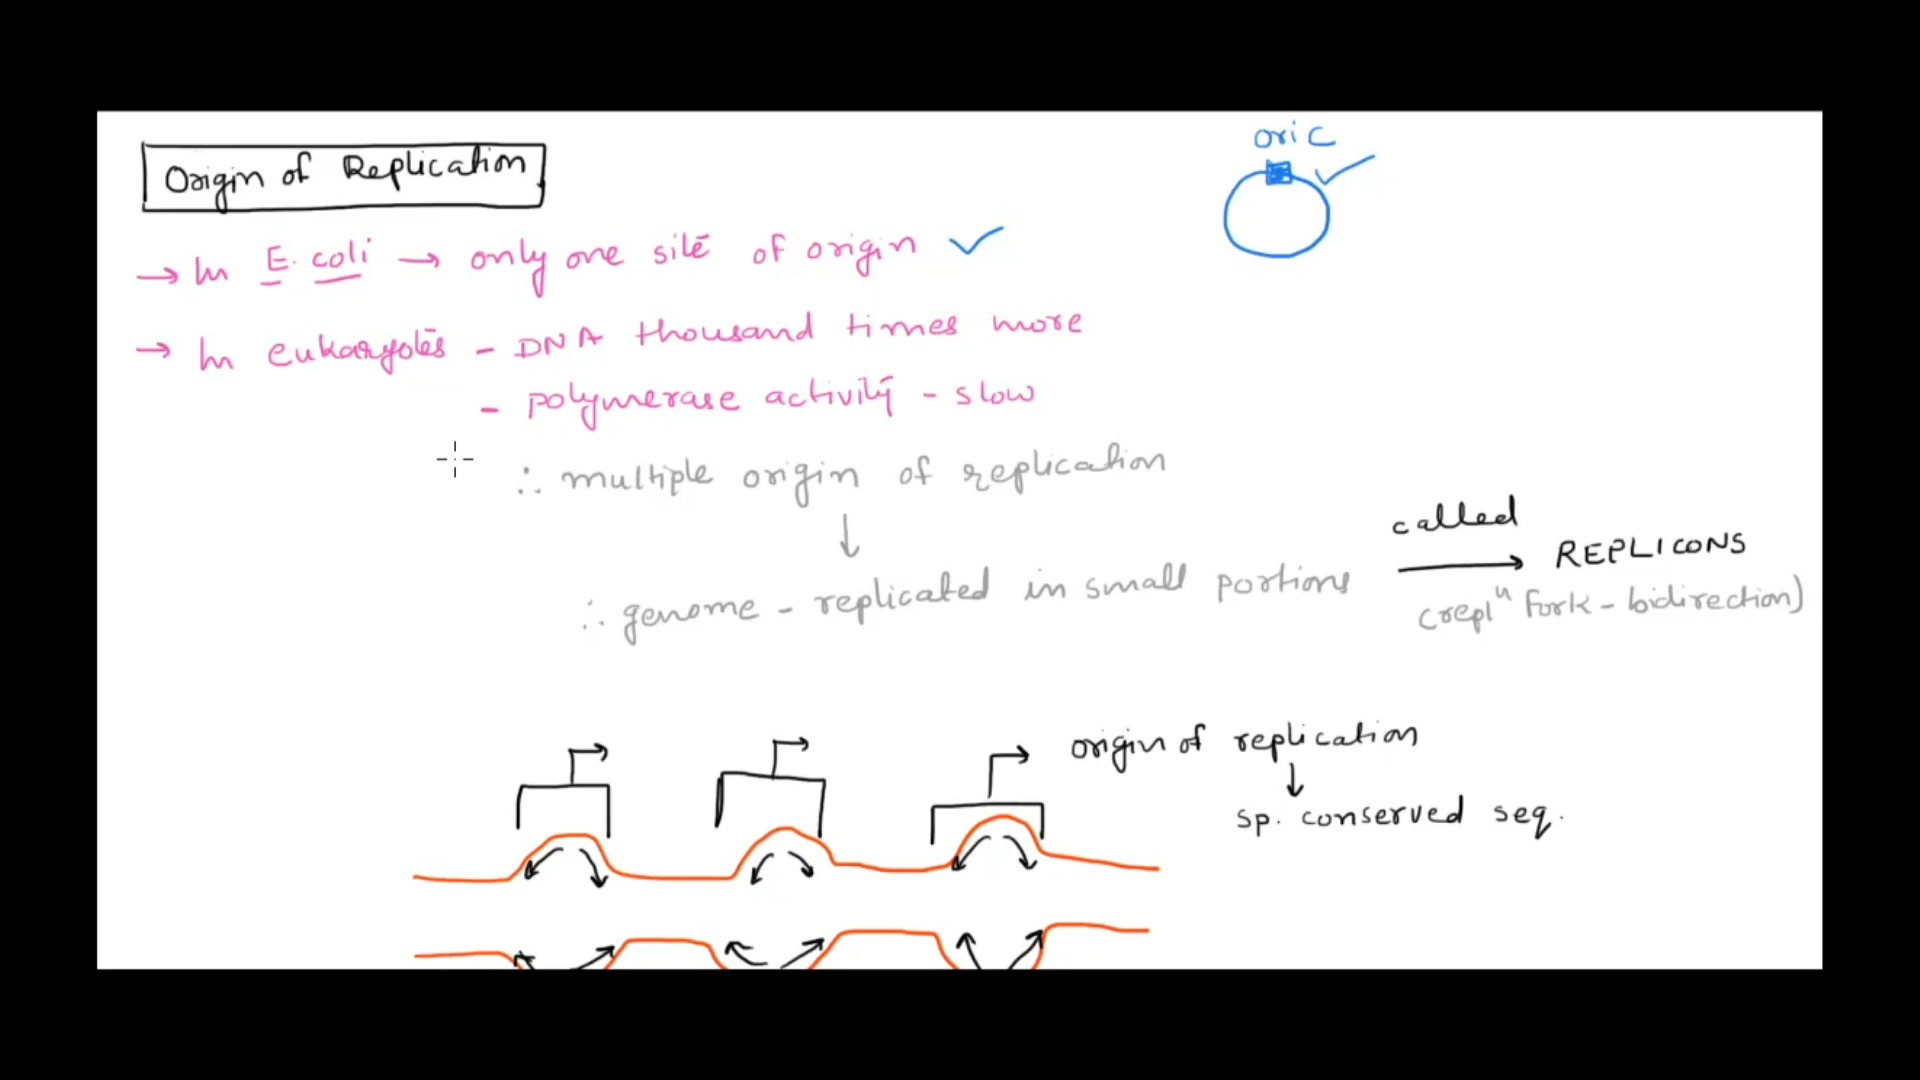 ori C
Origin of Replication
→ In E. coli → only one site of origin ✓
→ In eukaryotes - DNA thousand times more
- polymerase activity - slow
∴ multiple origin of replication
↓
called
∴ genome - replicated in small portions → REPLICONS
(replⁿ fork - bidirection)
origin of replication
↓
sp. conserved seq.